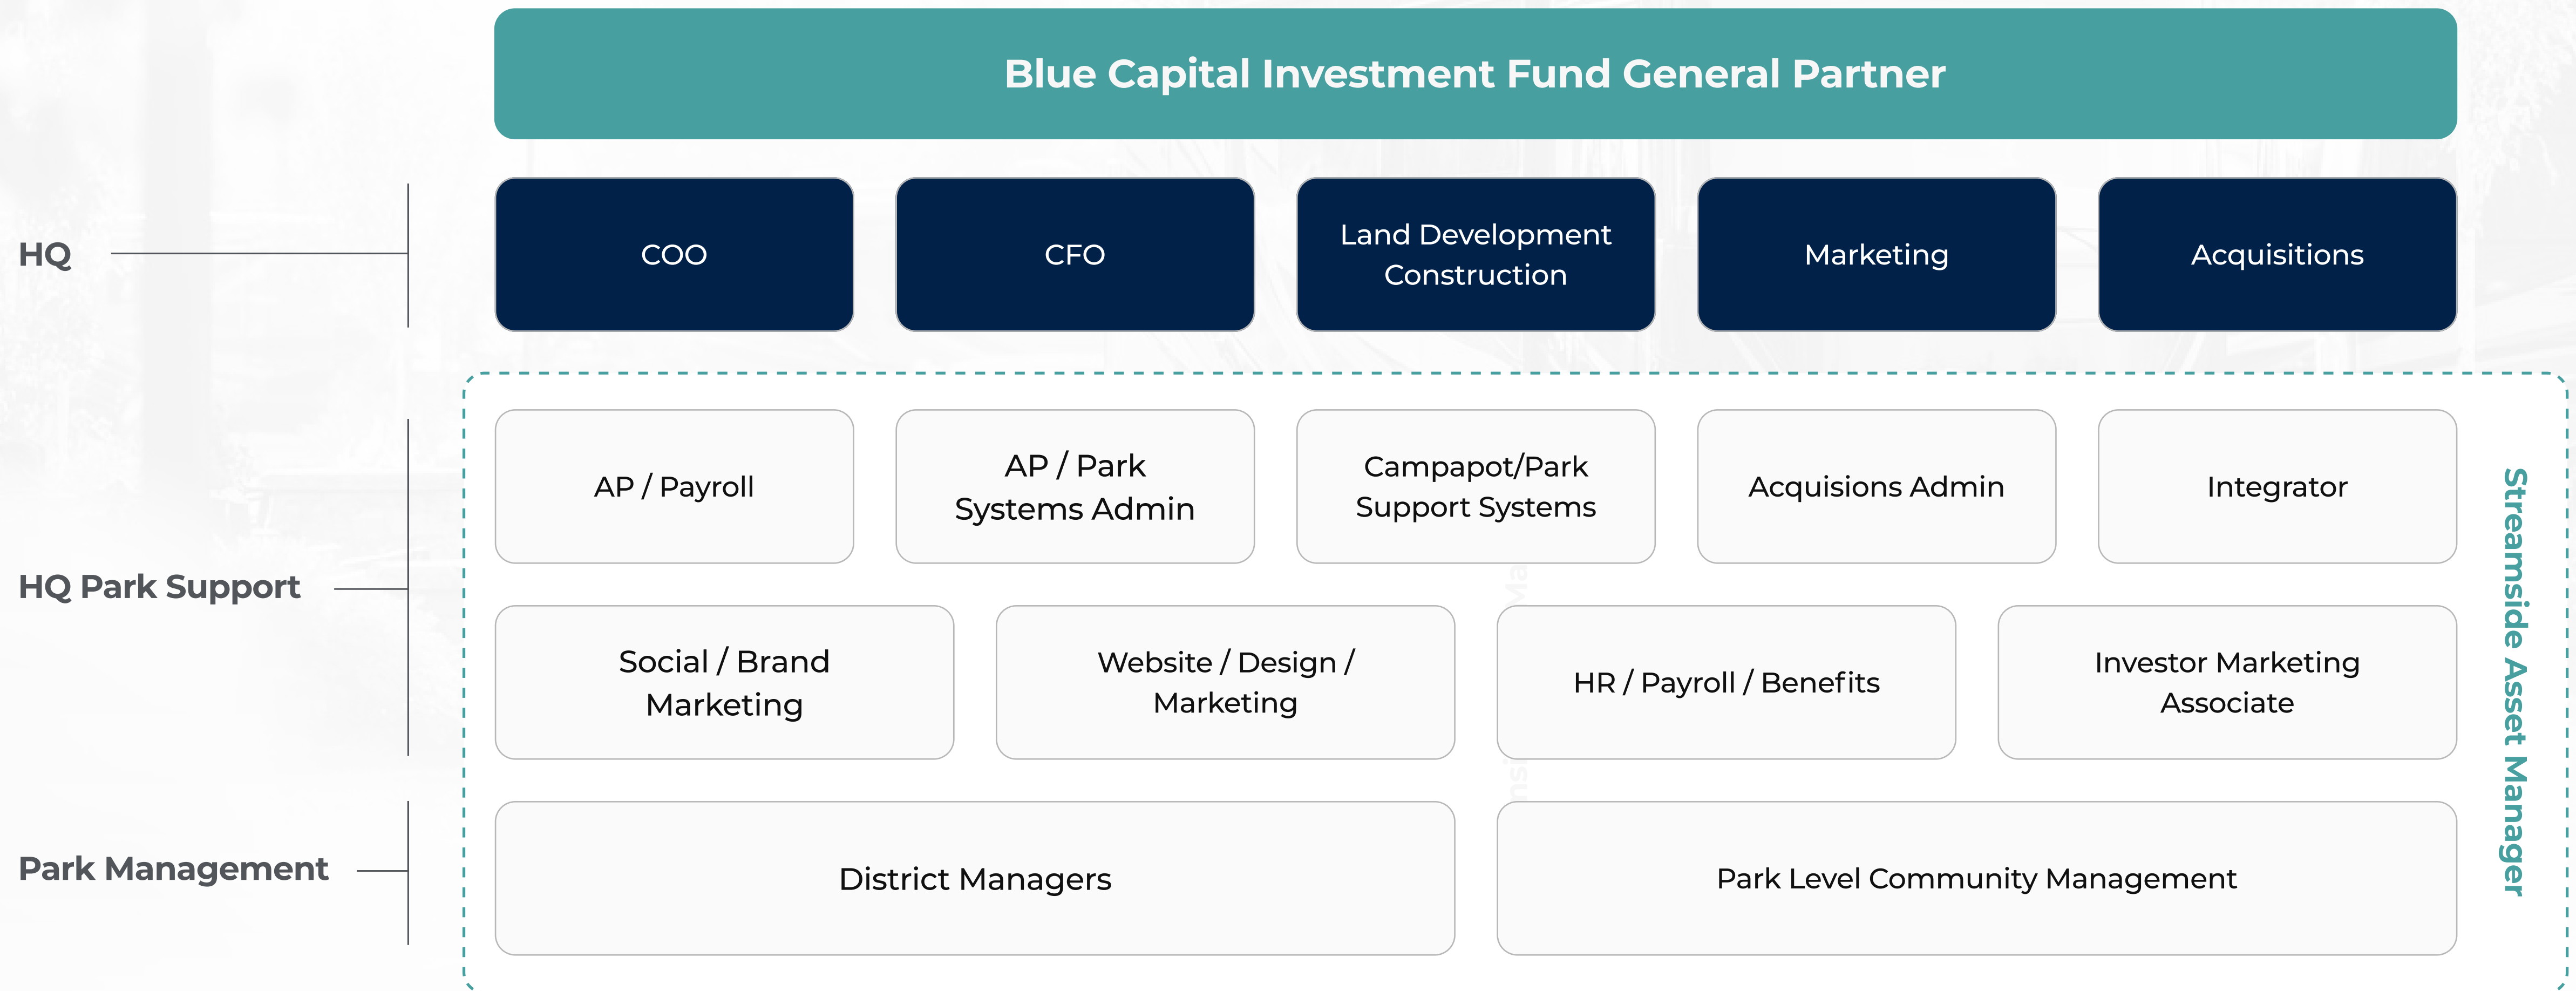 Blue Capital Investment Fund General Partner
HQ
COO
CFO
Land Development
Construction
Marketing
Acquisitions
HQ Park Support
AP / Payroll
AP / Park
Systems Admin
Campapot/Park
Support Systems
Acquisions Admin
Integrator
Social / Brand
Marketing
Website / Design /
Marketing
HR / Payroll / Benefits
Investor Marketing
Associate
Park Management
District Managers
Park Level Community Management
Streamside Asset Manager